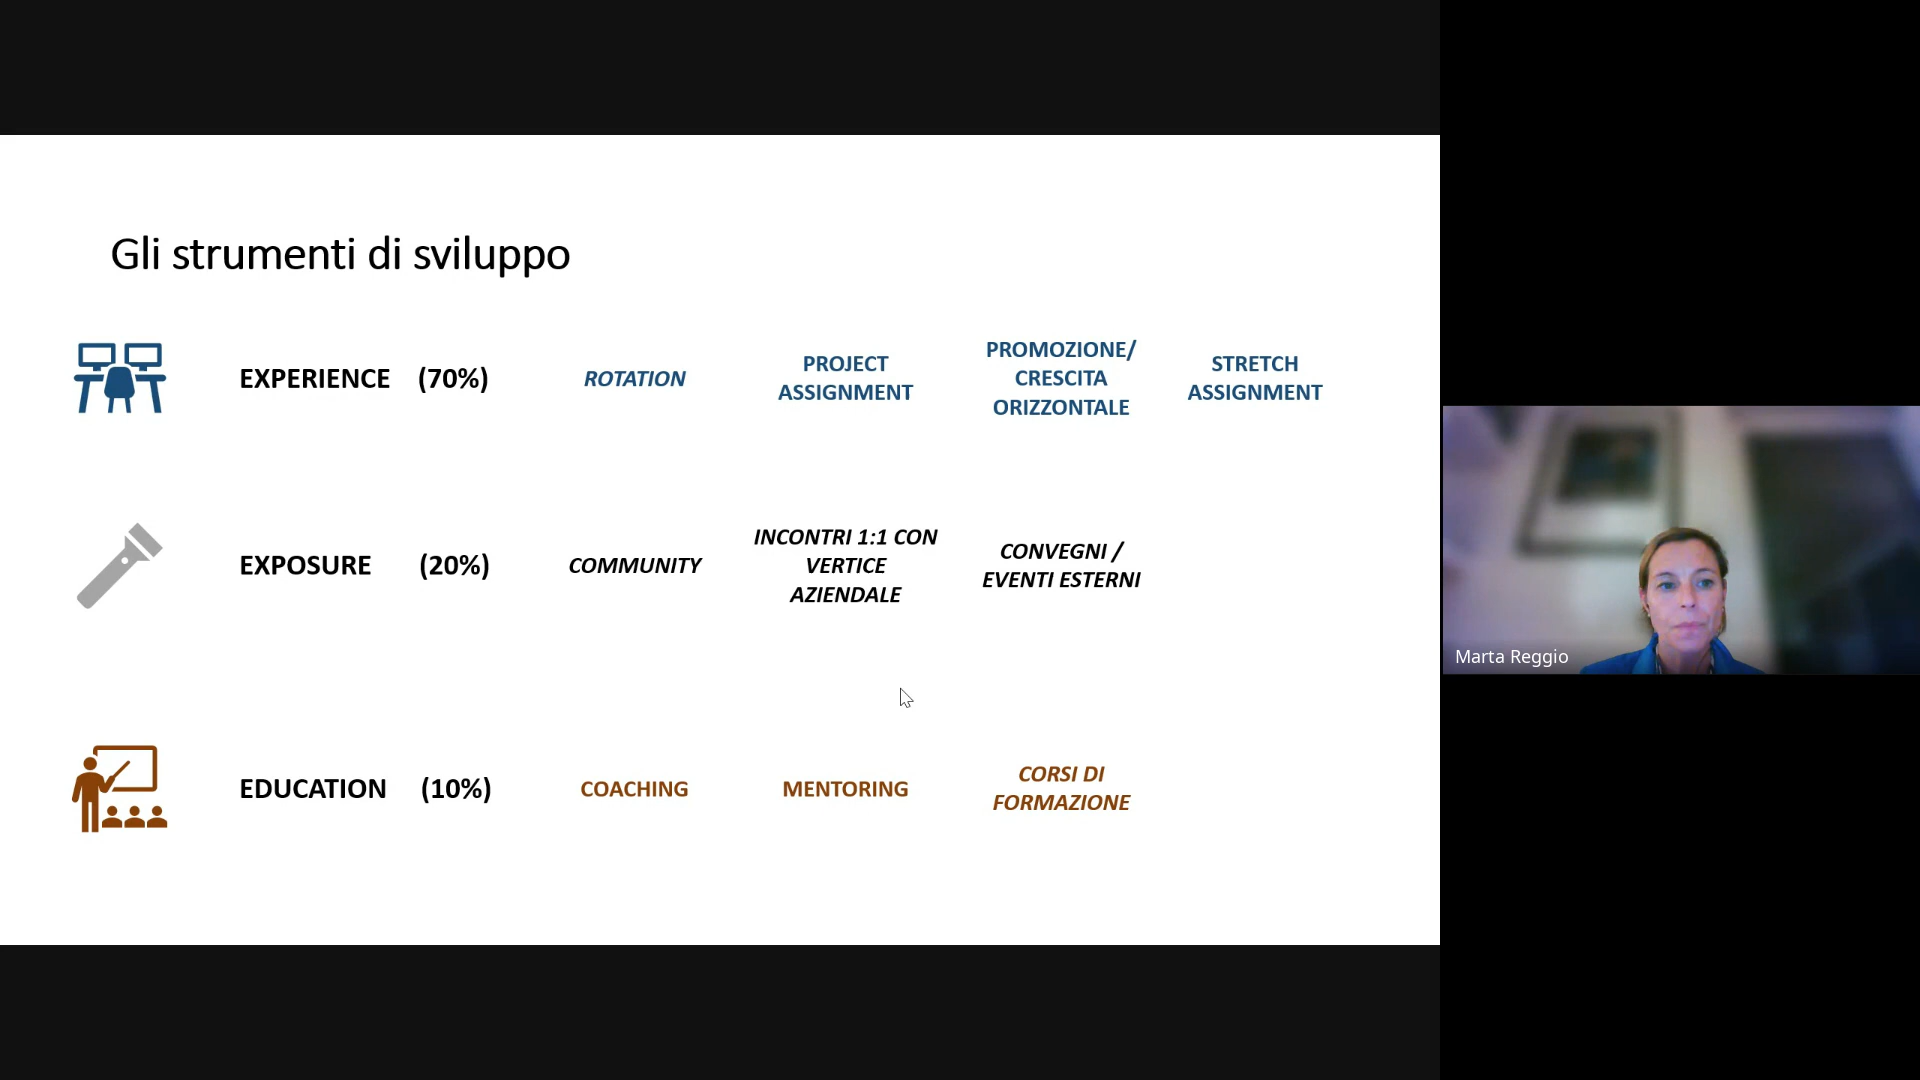 Gli strumenti di sviluppo
EXPERIENCE (70%)
ROTATION
PROJECT
ASSIGNMENT
PROMOZIONE/
CRESCITA
ORIZZONTALE
STRETCH
ASSIGNMENT
EXPOSURE (20%)
COMMUNITY
INCONTRI 1:1 CON
VERTICE
AZIENDALE
CONVEGNI /
EVENTI ESTERNI
EDUCATION (10%)
COACHING
MENTORING
CORSI DI
FORMAZIONE
Marta Reggio